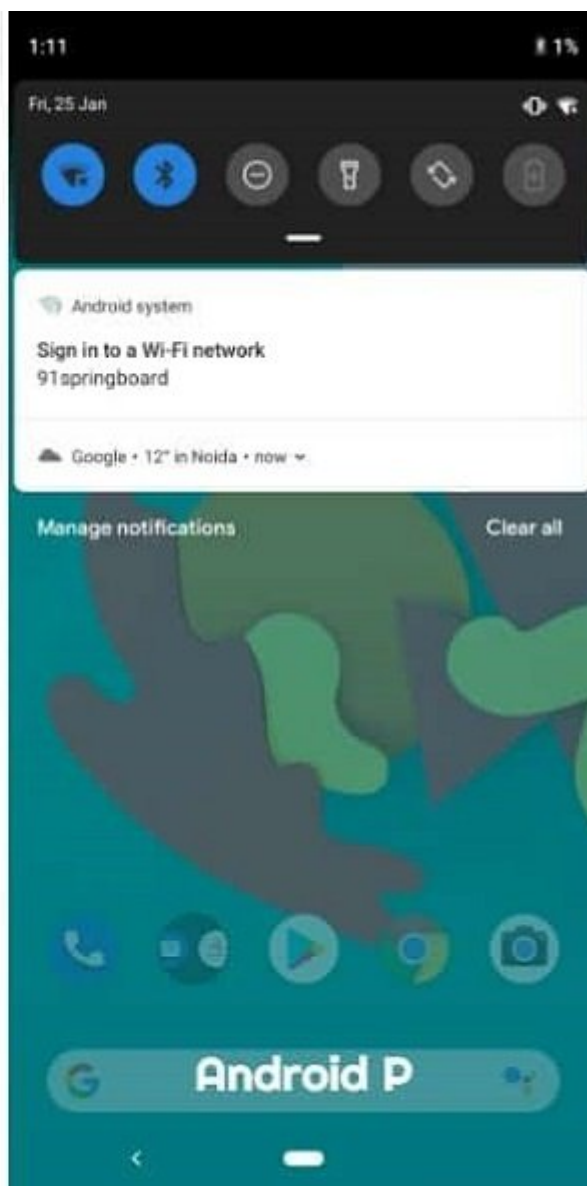 1:11 1%
Fri, 25 Jan
Android system
Sign in to a Wi-Fi network
91springboard
Google • 12° in Noida • now
Manage notifications Clear all
Android P